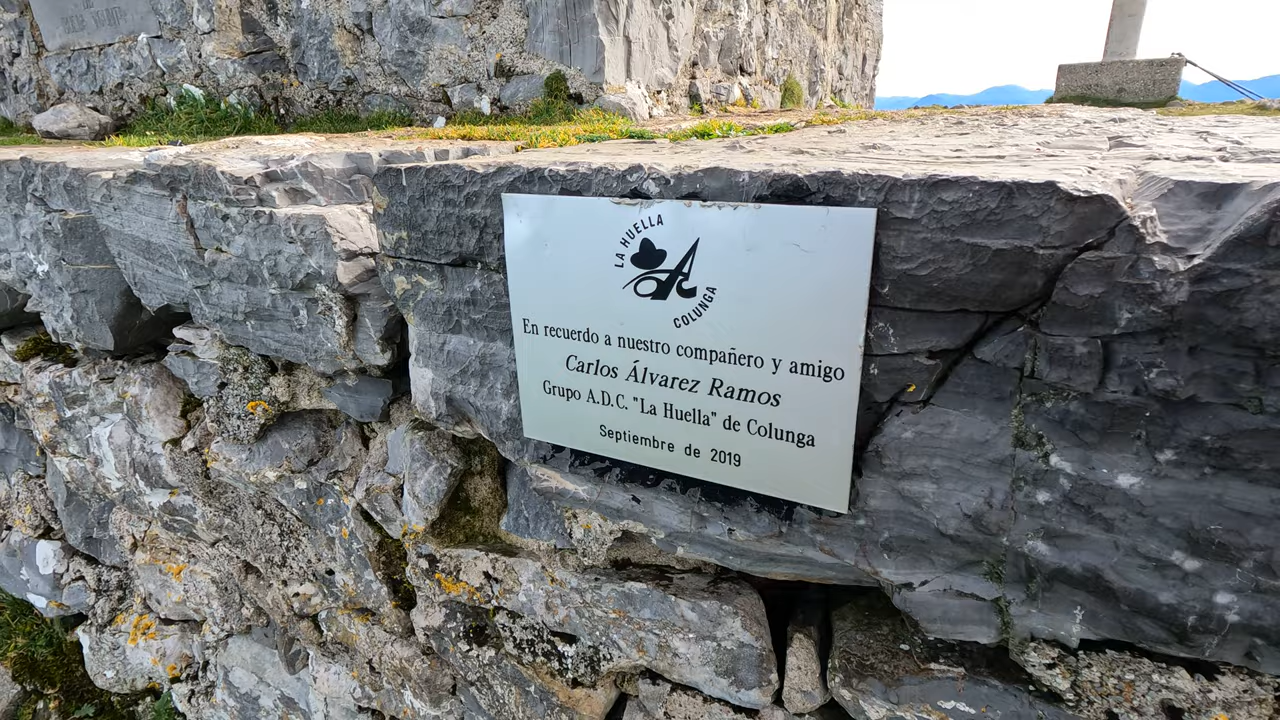 LA HUELLA
COLUNGA
En recuerdo a nuestro compañero y amigo
Carlos Álvarez Ramos
Grupo A.D.C. "La Huella" de Colunga
Septiembre de 2019